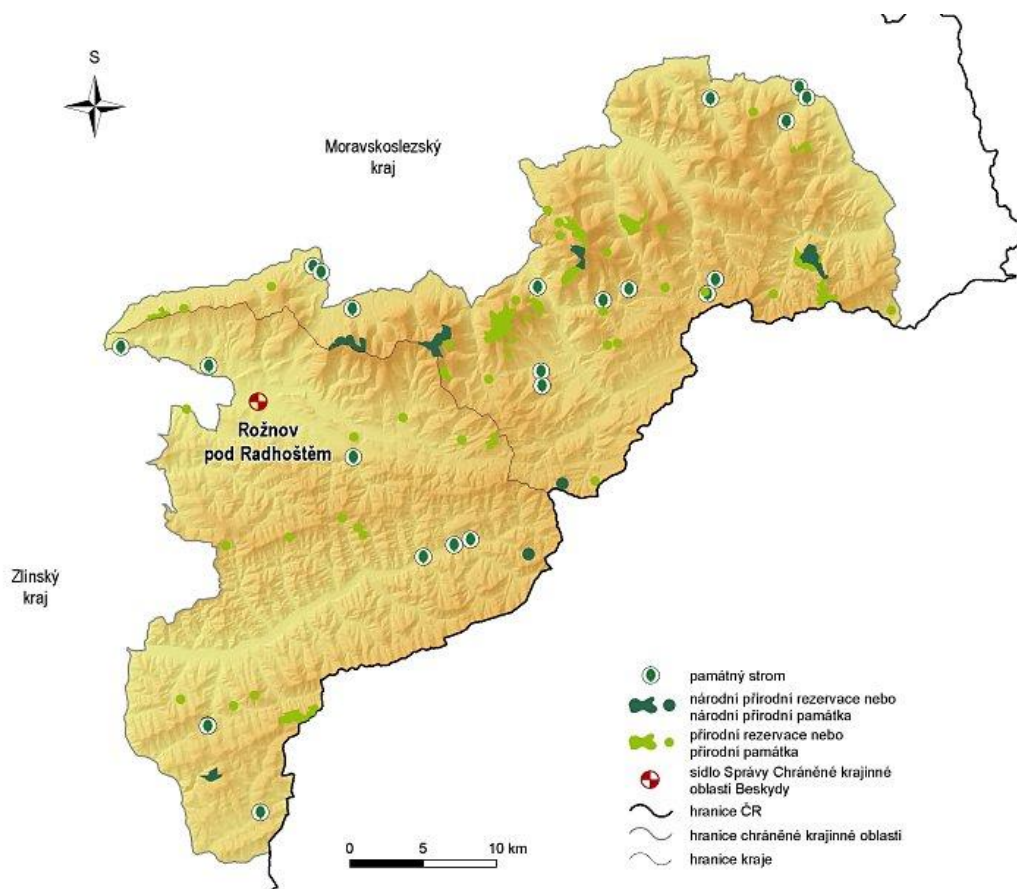 S
Moravskoslezský
kraj
Rožnov
pod Radhoštěm
Zlínský
kraj
památný strom
národní přírodní rezervace nebo
národní přírodní památka
přírodní rezervace nebo
přírodní památka
sídlo Správy Chráněné krajinné
oblasti Beskydy
hranice ČR
hranice chráněné krajinné oblasti
hranice kraje
0 5 10 km